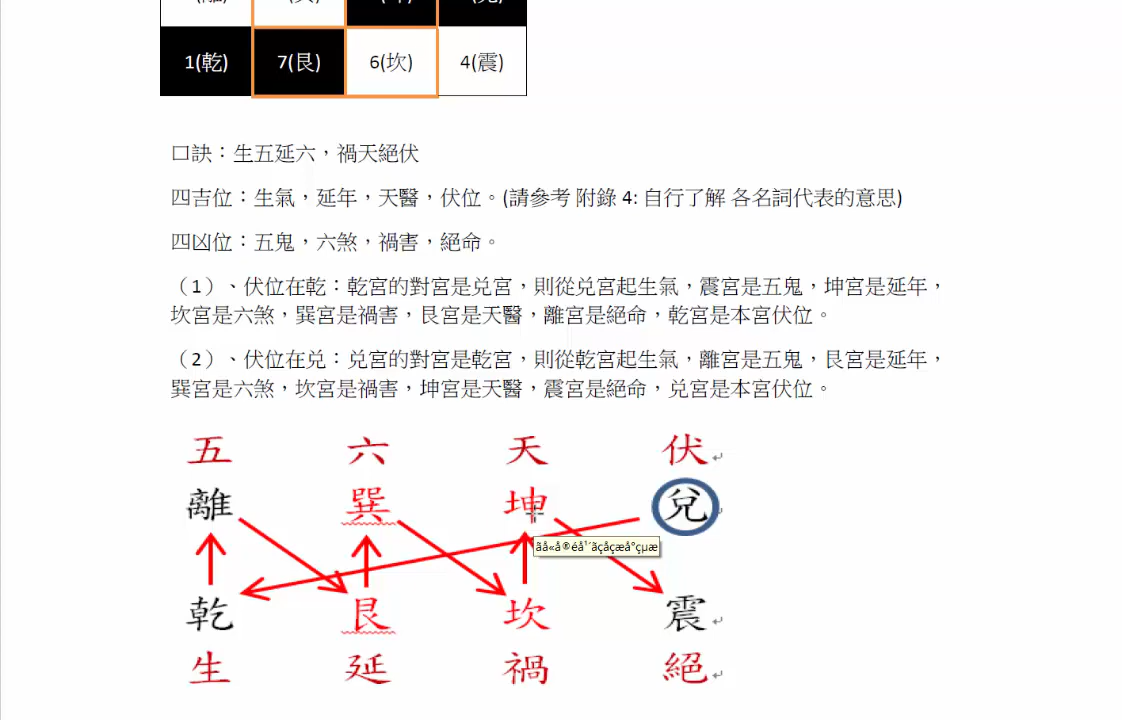 1(乾) 7(艮) 6(坎) 4(震)
口訣：生五延六，禍天絕伏
四吉位：生氣，延年，天醫，伏位。(請參考 附錄 4: 自行了解 各名詞代表的意思)
四凶位：五鬼，六煞，禍害，絕命。
（1）、伏位在乾：乾宮的對宮是兌宮，則從兌宮起生氣，震宮是五鬼，坤宮是延年，
坎宮是六煞，巽宮是禍害，艮宮是天醫，離宮是絕命，乾宮是本宮伏位。
（2）、伏位在兌：兌宮的對宮是乾宮，則從乾宮起生氣，離宮是五鬼，艮宮是延年，
巽宮是六煞，坎宮是禍害，坤宮是天醫，震宮是絕命，兌宮是本宮伏位。
五 六 天 伏
離 巽 坤 兌
乾 艮 坎 震
生 延 禍 絕